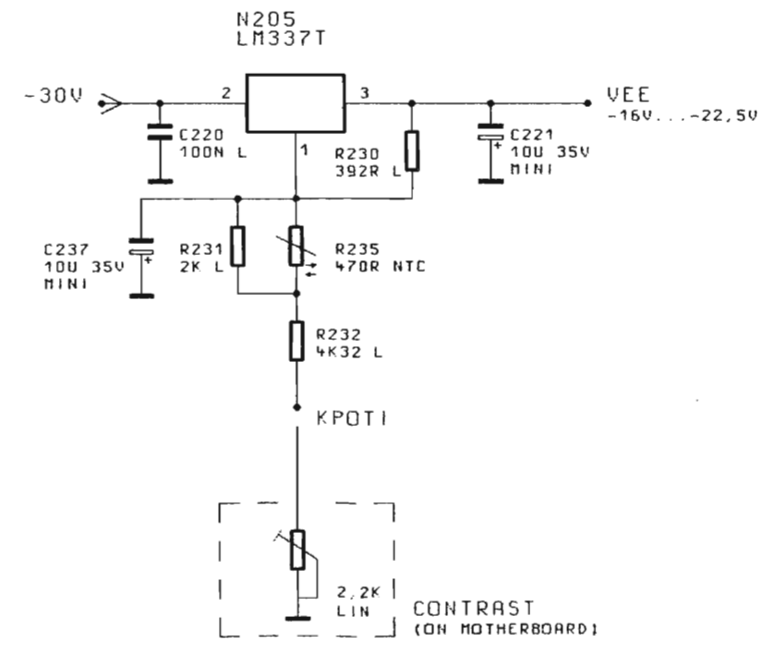 N205
LM337T
-30V
2
3
VEE
-16V...-22,5V
C220
100N L
1
R230
392R L
C221
10U 35V
MINI
+
C237
10U 35V
MINI
+
R231
2K L
R235
470R NTC
R232
4K32 L
KPOTI
2,2K
LIN
CONTRAST
(ON MOTHERBOARD)